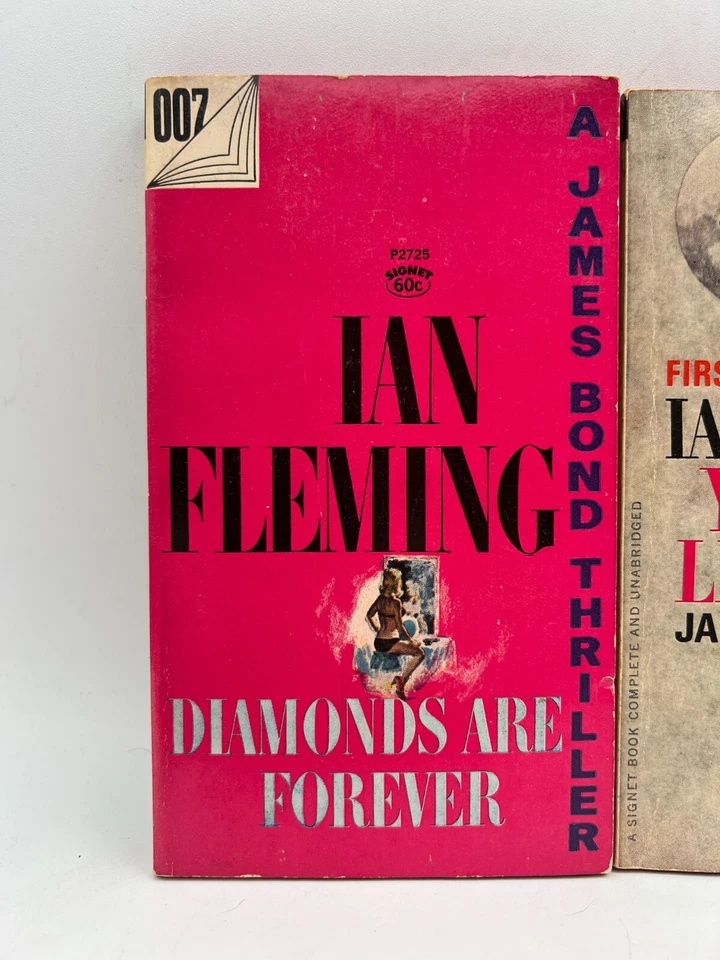 007
A JAMES BOND THRILLER
P2725
SIGNET
60c
IAN
FLEMING
DIAMONDS ARE
FOREVER
A SIGNET BOOK COMPLETE AND UNABRIDGED